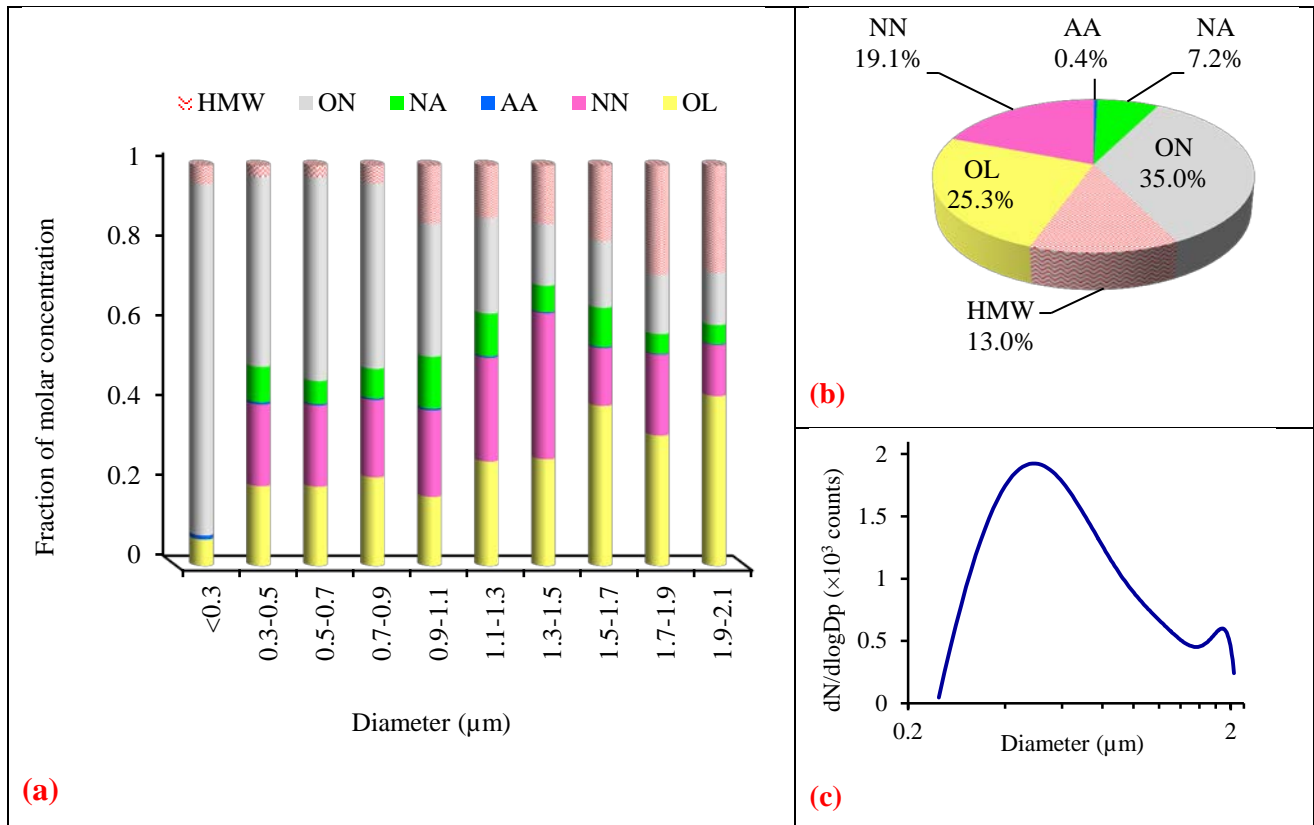 HMW ON NA AA NN OL
Fraction of molar concentration
1
0.8
0.6
0.4
0.2
0
<0.3
0.3-0.5
0.5-0.7
0.7-0.9
0.9-1.1
1.1-1.3
1.3-1.5
1.5-1.7
1.7-1.9
1.9-2.1
Diameter (µm)
(a)
NN
19.1%
AA
0.4%
NA
7.2%
ON
35.0%
OL
25.3%
HMW
13.0%
(b)
dN/dlogDp (×10³ counts)
2
1.5
1
0.5
0
0.2
2
Diameter (µm)
(c)